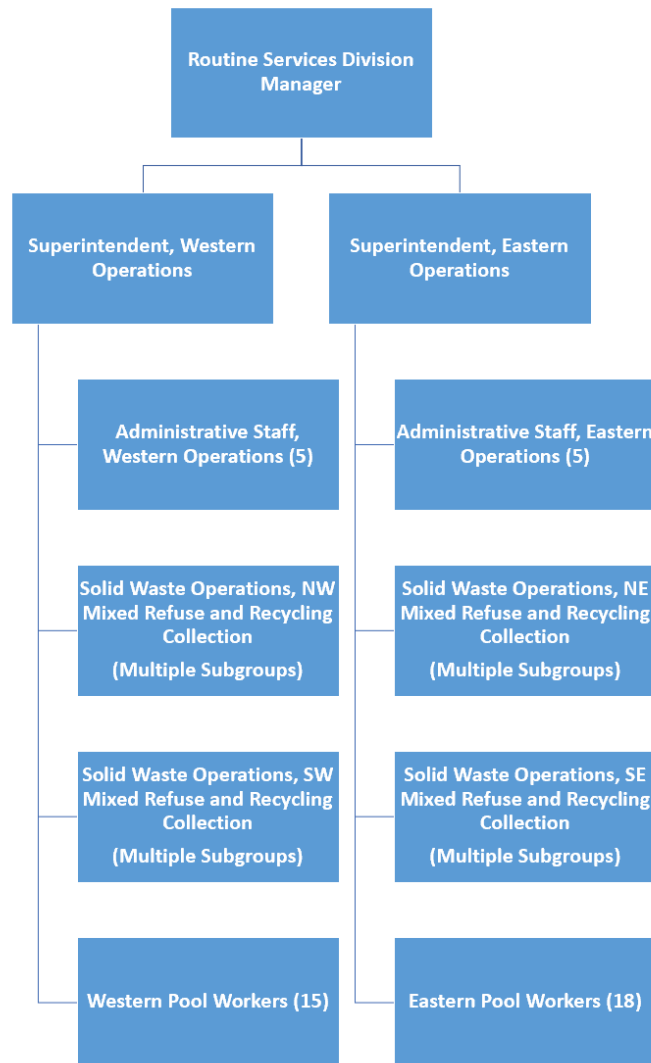 Routine Services Division
Manager
Superintendent, Western
Operations
Superintendent, Eastern
Operations
Administrative Staff,
Western Operations (5)
Administrative Staff, Eastern
Operations (5)
Solid Waste Operations, NW
Mixed Refuse and Recycling
Collection
(Multiple Subgroups)
Solid Waste Operations, NE
Mixed Refuse and Recycling
Collection
(Multiple Subgroups)
Solid Waste Operations, SW
Mixed Refuse and Recycling
Collection
(Multiple Subgroups)
Solid Waste Operations, SE
Mixed Refuse and Recycling
Collection
(Multiple Subgroups)
Western Pool Workers (15)
Eastern Pool Workers (18)